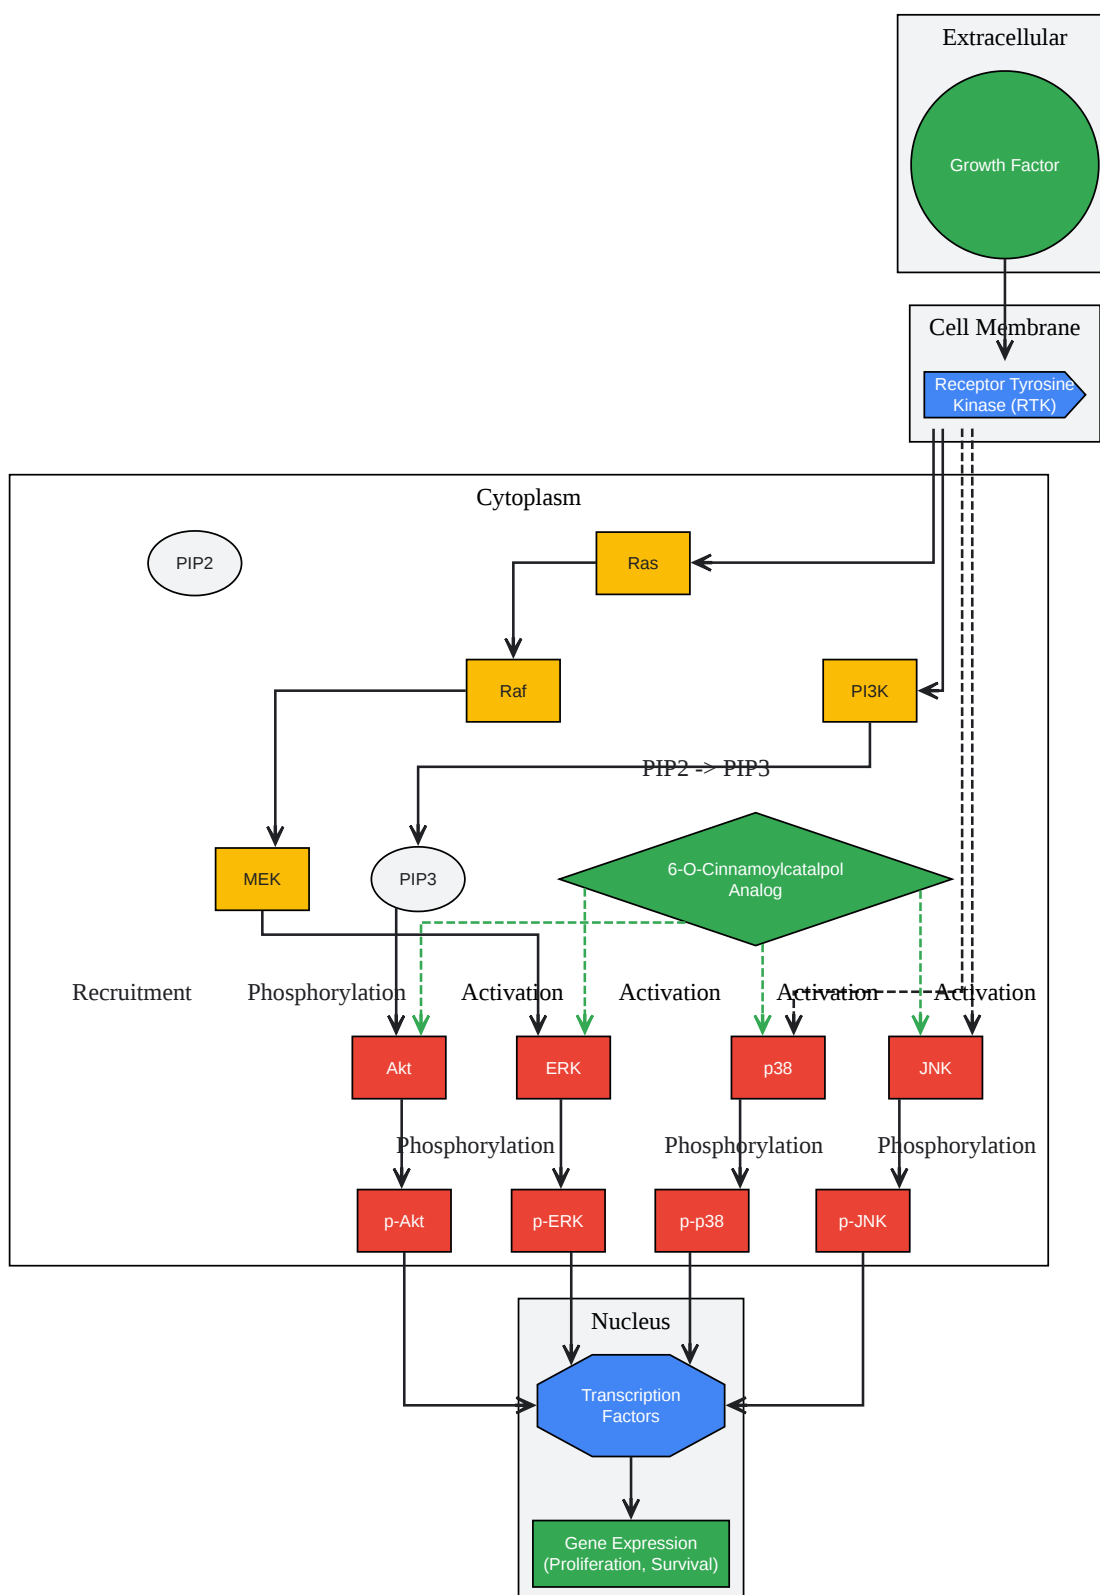 Extracellular
Growth Factor
Cell Membrane
Receptor Tyrosine
Kinase (RTK)
Cytoplasm
PIP2
Ras
Raf
PI3K
PIP2 -> PIP3
6-O-Cinnamoylcatalpol
Analog
MEK
PIP3
Recruitment
Phosphorylation
Activation
Activation
Activation
Activation
Akt
ERK
p38
JNK
Phosphorylation
Phosphorylation
Phosphorylation
p-Akt
p-ERK
p-p38
p-JNK
Nucleus
Transcription
Factors
Gene Expression
(Proliferation, Survival)